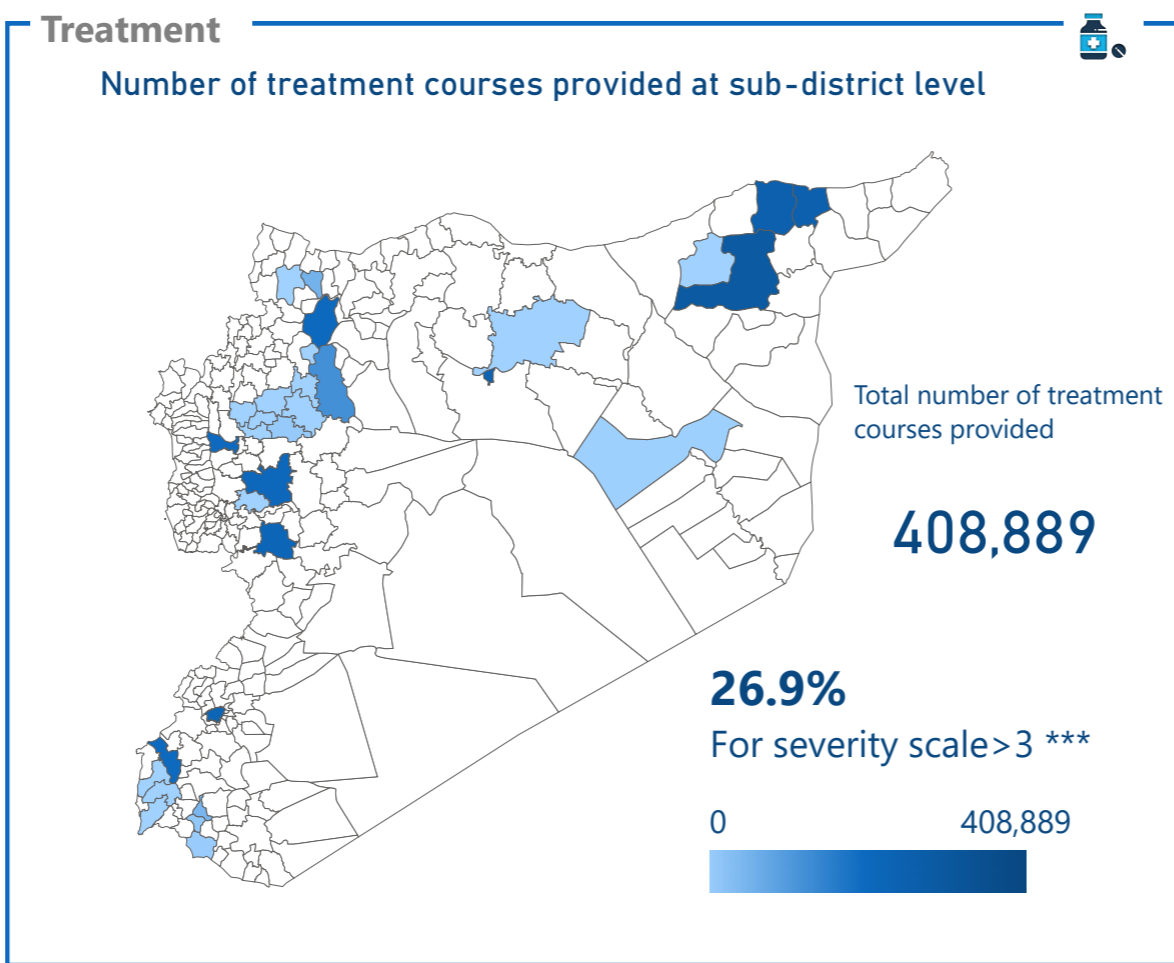 Treatment
Number of treatment courses provided at sub-district level
Total number of treatment
courses provided
408,889
26.9%
For severity scale>3 ***
0 408,889